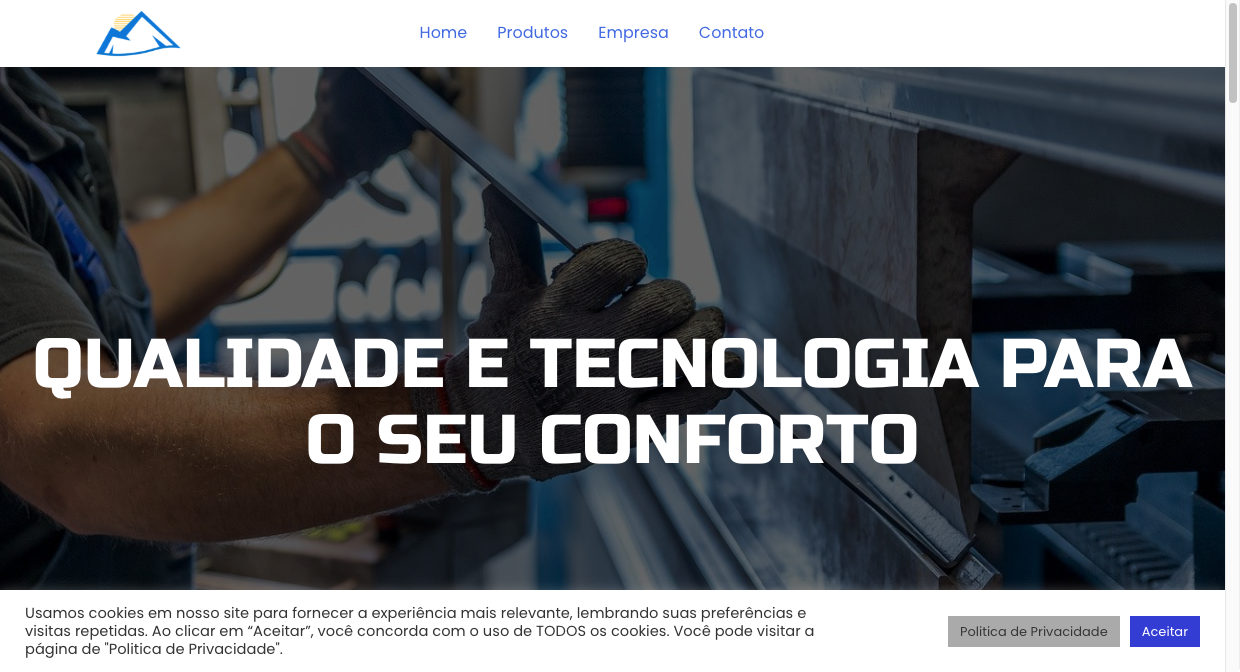 Home Produtos Empresa Contato
QUALIDADE E TECNOLOGIA PARA
O SEU CONFORTO
Usamos cookies em nosso site para fornecer a experiência mais relevante, lembrando suas preferências e
visitas repetidas. Ao clicar em “Aceitar”, você concorda com o uso de TODOS os cookies. Você pode visitar a
página de "Politica de Privacidade".
Politica de Privacidade Aceitar